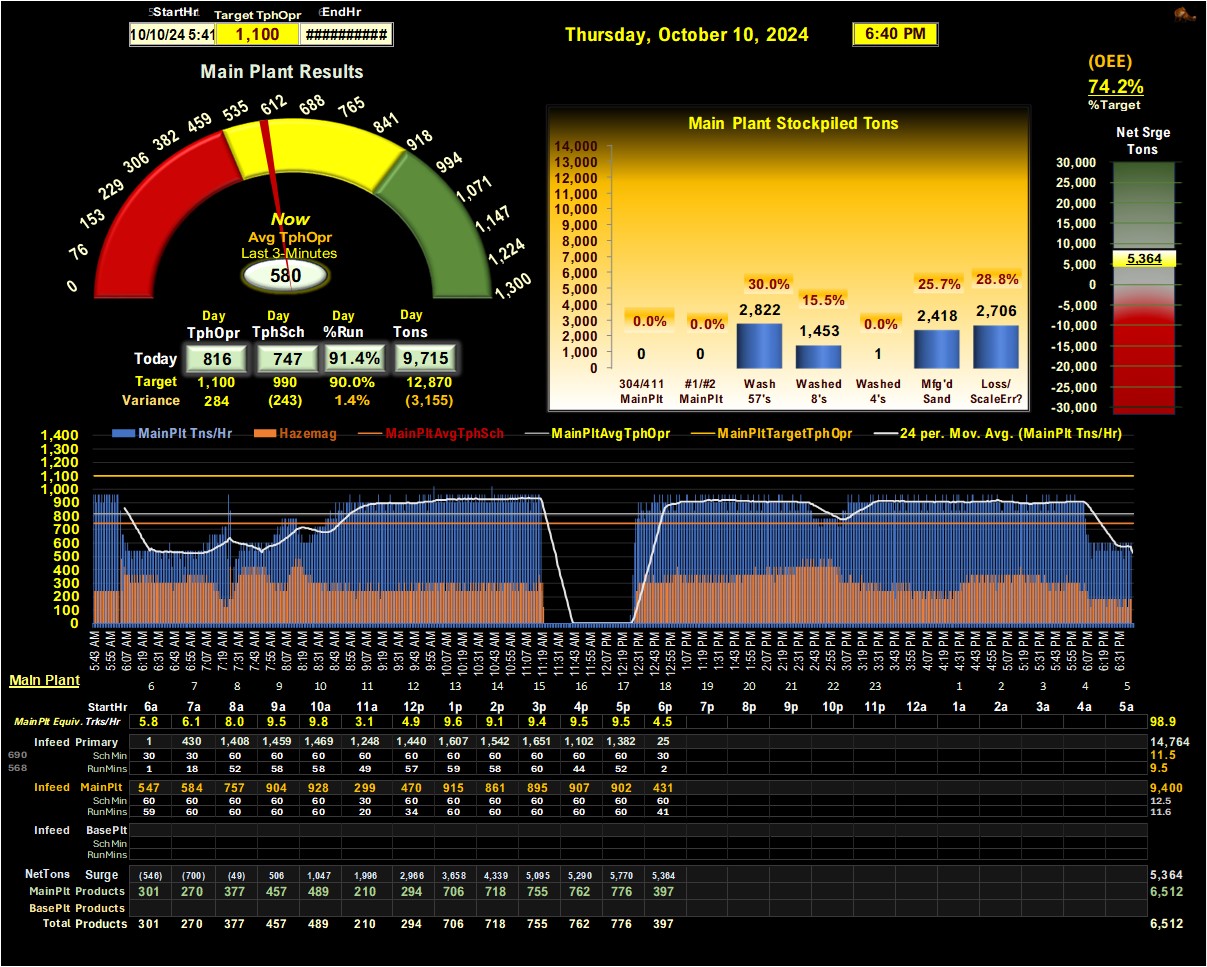 StartHr Target TphOpr EndHr
10/10/24 5:41 1,100 ##########
Thursday, October 10, 2024 6:40 PM
(OEE)
74.2%
%Target
Main Plant Results
0 76 153 229 306 382 459 535 612 688 765 841 918 994 1,071 1,147 1,224 1,300
Now
Avg TphOpr
Last 3-Minutes
580
Day Day Day Day
TphOpr TphSch %Run Tons
Today 816 747 91.4% 9,715
Target 1,100 990 90.0% 12,870
Variance 284 (243) 1.4% (3,155)
Main Plant Stockpiled Tons
14,000
13,000
12,000
11,000
10,000
9,000
8,000
7,000
6,000
5,000
4,000
3,000
2,000
1,000
0
0.0% 0.0% 30.0% 15.5% 0.0% 25.7% 28.8%
0 0 2,822 1,453 1 2,418 2,706
304/411 #1/#2 Wash Washed Washed Mfg'd Loss/
MainPlt MainPlt 57's 8's 4's Sand ScaleErr?
Net Srge
Tons
30,000
25,000
20,000
15,000
10,000
5,000
0
-5,000
-10,000
-15,000
-20,000
-25,000
-30,000
5,364
MainPlt Tns/Hr Hazemag MainPltAvgTphSch MainPltAvgTphOpr MainPltTargetTphOpr 24 per. Mov. Avg. (MainPlt Tns/Hr)
1,400
1,300
1,200
1,100
1,000
900
800
700
600
500
400
300
200
100
0
5:43 AM 5:55 AM 6:07 AM 6:19 AM 6:31 AM 6:43 AM 6:55 AM 7:07 AM 7:19 AM 7:31 AM 7:43 AM 7:55 AM 8:07 AM 8:19 AM 8:31 AM 8:43 AM 8:55 AM 9:07 AM 9:19 AM 9:31 AM 9:43 AM 9:55 AM 10:07 AM 10:19 AM 10:31 AM 10:43 AM 10:55 AM 11:07 AM 11:19 AM 11:31 AM 11:43 AM 11:55 AM 12:07 PM 12:19 PM 12:31 PM 12:43 PM 12:55 PM 1:07 PM 1:19 PM 1:31 PM 1:43 PM 1:55 PM 2:07 PM 2:19 PM 2:31 PM 2:43 PM 2:55 PM 3:07 PM 3:19 PM 3:31 PM 3:43 PM 3:55 PM 4:07 PM 4:19 PM 4:31 PM 4:43 PM 4:55 PM 5:07 PM 5:19 PM 5:31 PM 5:43 PM 5:55 PM 6:07 PM 6:19 PM 6:31 PM
Main Plant 6 7 8 9 10 11 12 13 14 15 16 17 18 19 20 21 22 23 1 2 3 4 5
StartHr 6a 7a 8a 9a 10a 11a 12p 1p 2p 3p 4p 5p 6p 7p 8p 9p 10p 11p 12a 1a 2a 3a 4a 5a
MainPlt Equiv. Trks/Hr 5.8 6.1 8.0 9.5 9.8 3.1 4.9 9.6 9.1 9.4 9.5 9.5 4.5 98.9
Infeed Primary 1 430 1,408 1,459 1,469 1,248 1,440 1,607 1,542 1,651 1,102 1,382 25 14,764
690 Sch Min 30 30 60 60 60 60 60 60 60 60 60 60 30 11.5
568 RunMins 1 18 52 58 58 49 57 59 58 60 44 52 2 9.5
Infeed MainPlt 547 584 757 904 928 299 470 915 861 895 907 902 431 9,400
Sch Min 60 60 60 60 60 30 60 60 60 60 60 60 60 12.5
RunMins 59 60 60 60 60 20 34 60 60 60 60 60 41 11.6
Infeed BasePlt
Sch Min
RunMins
NetTons Surge (546) (700) (49) 506 1,047 1,996 2,966 3,658 4,339 5,095 5,290 5,770 5,364 5,364
MainPlt Products 301 270 377 457 489 210 294 706 718 755 762 776 397 6,512
BasePlt Products
Total Products 301 270 377 457 489 210 294 706 718 755 762 776 397 6,512